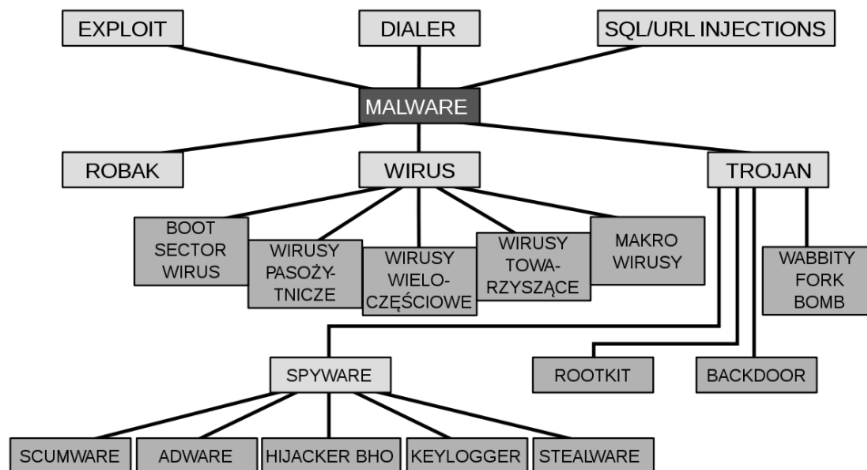 EXPLOIT
DIALER
SQL/URL INJECTIONS
MALWARE
ROBAK
WIRUS
TROJAN
BOOT
SECTOR
WIRUS
WIRUSY
PASOŻY-
TNICZE
WIRUSY
WIELO-
CZĘŚCIOWE
WIRUSY
TOWA-
RZYSZĄCE
MAKRO
WIRUSY
WABBITY
FORK
BOMB
SPYWARE
ROOTKIT
BACKDOOR
SCUMWARE
ADWARE
HIJACKER BHO
KEYLOGGER
STEALWARE